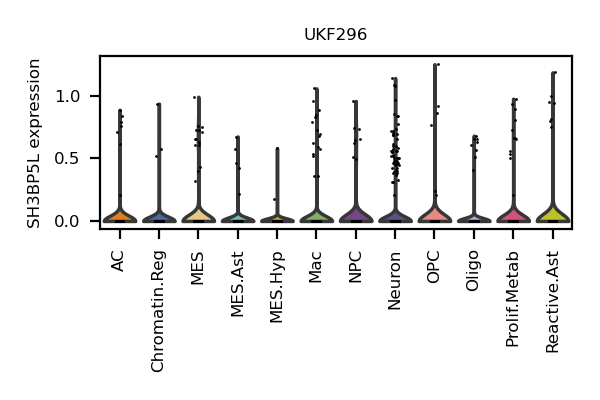 UKF296
SH3BP5L expression
1.0
0.5
0.0
AC
Chromatin.Reg
MES
MES.Ast
MES.Hyp
Mac
NPC
Neuron
OPC
Oligo
Prolif.Metab
Reactive.Ast